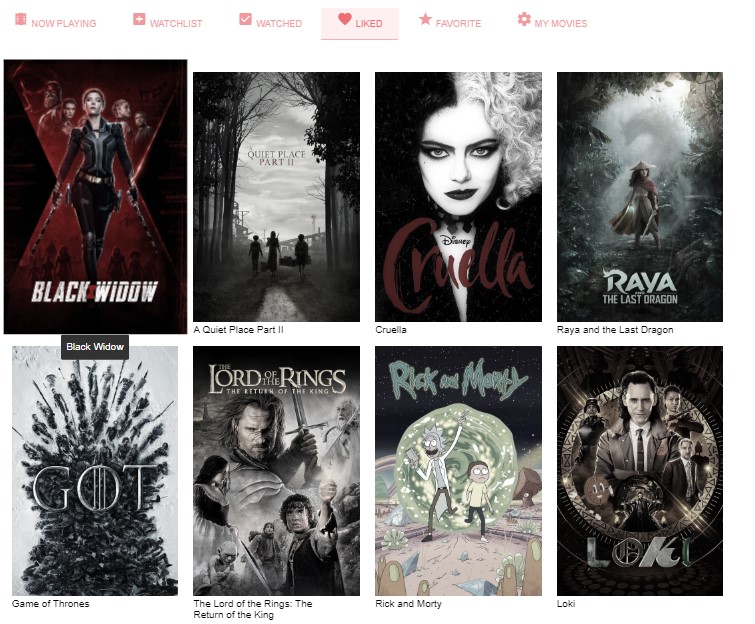 NOW PLAYING
WATCHLIST
WATCHED
LIKED
FAVORITE
MY MOVIES
BLACK WIDOW
Black Widow
A QUIET PLACE
PART II
A Quiet Place Part II
Disney
Cruella
Cruella
RAYA
AND
THE LAST DRAGON
Raya and the Last Dragon
GOT
Game of Thrones
THE
LORD OF THE RINGS
THE RETURN OF THE KING
The Lord of the Rings: The
Return of the King
RICK AND MORTY
Rick and Morty
LOKI
Loki